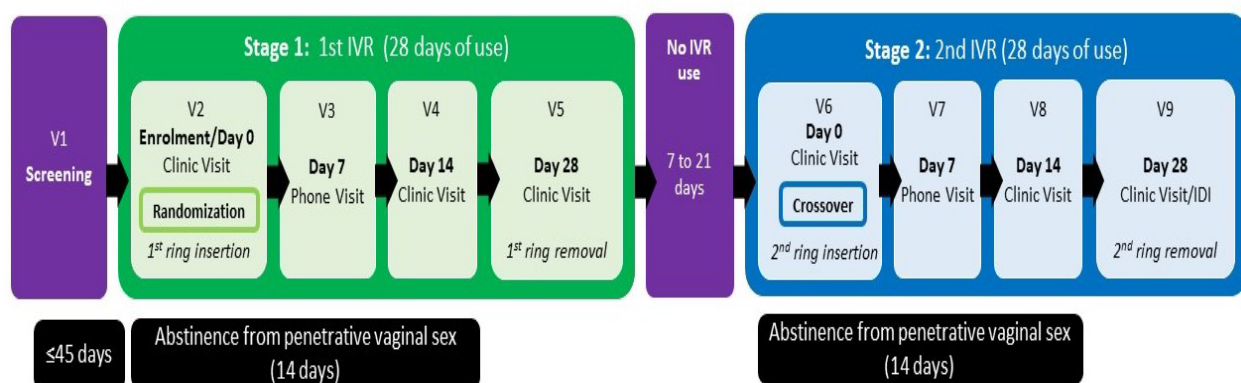 V1
Screening
Stage 1: 1st IVR (28 days of use)
V2
Enrolment/Day 0
Clinic Visit
Randomization
1st ring insertion
V3
Day 7
Phone Visit
V4
Day 14
Clinic Visit
V5
Day 28
Clinic Visit
1st ring removal
No IVR
use
7 to 21
days
Stage 2: 2nd IVR (28 days of use)
V6
Day 0
Clinic Visit
Crossover
2nd ring insertion
V7
Day 7
Phone Visit
V8
Day 14
Clinic Visit
V9
Day 28
Clinic Visit/IDI
2nd ring removal
≤45 days
Abstinence from penetrative vaginal sex
(14 days)
Abstinence from penetrative vaginal sex
(14 days)